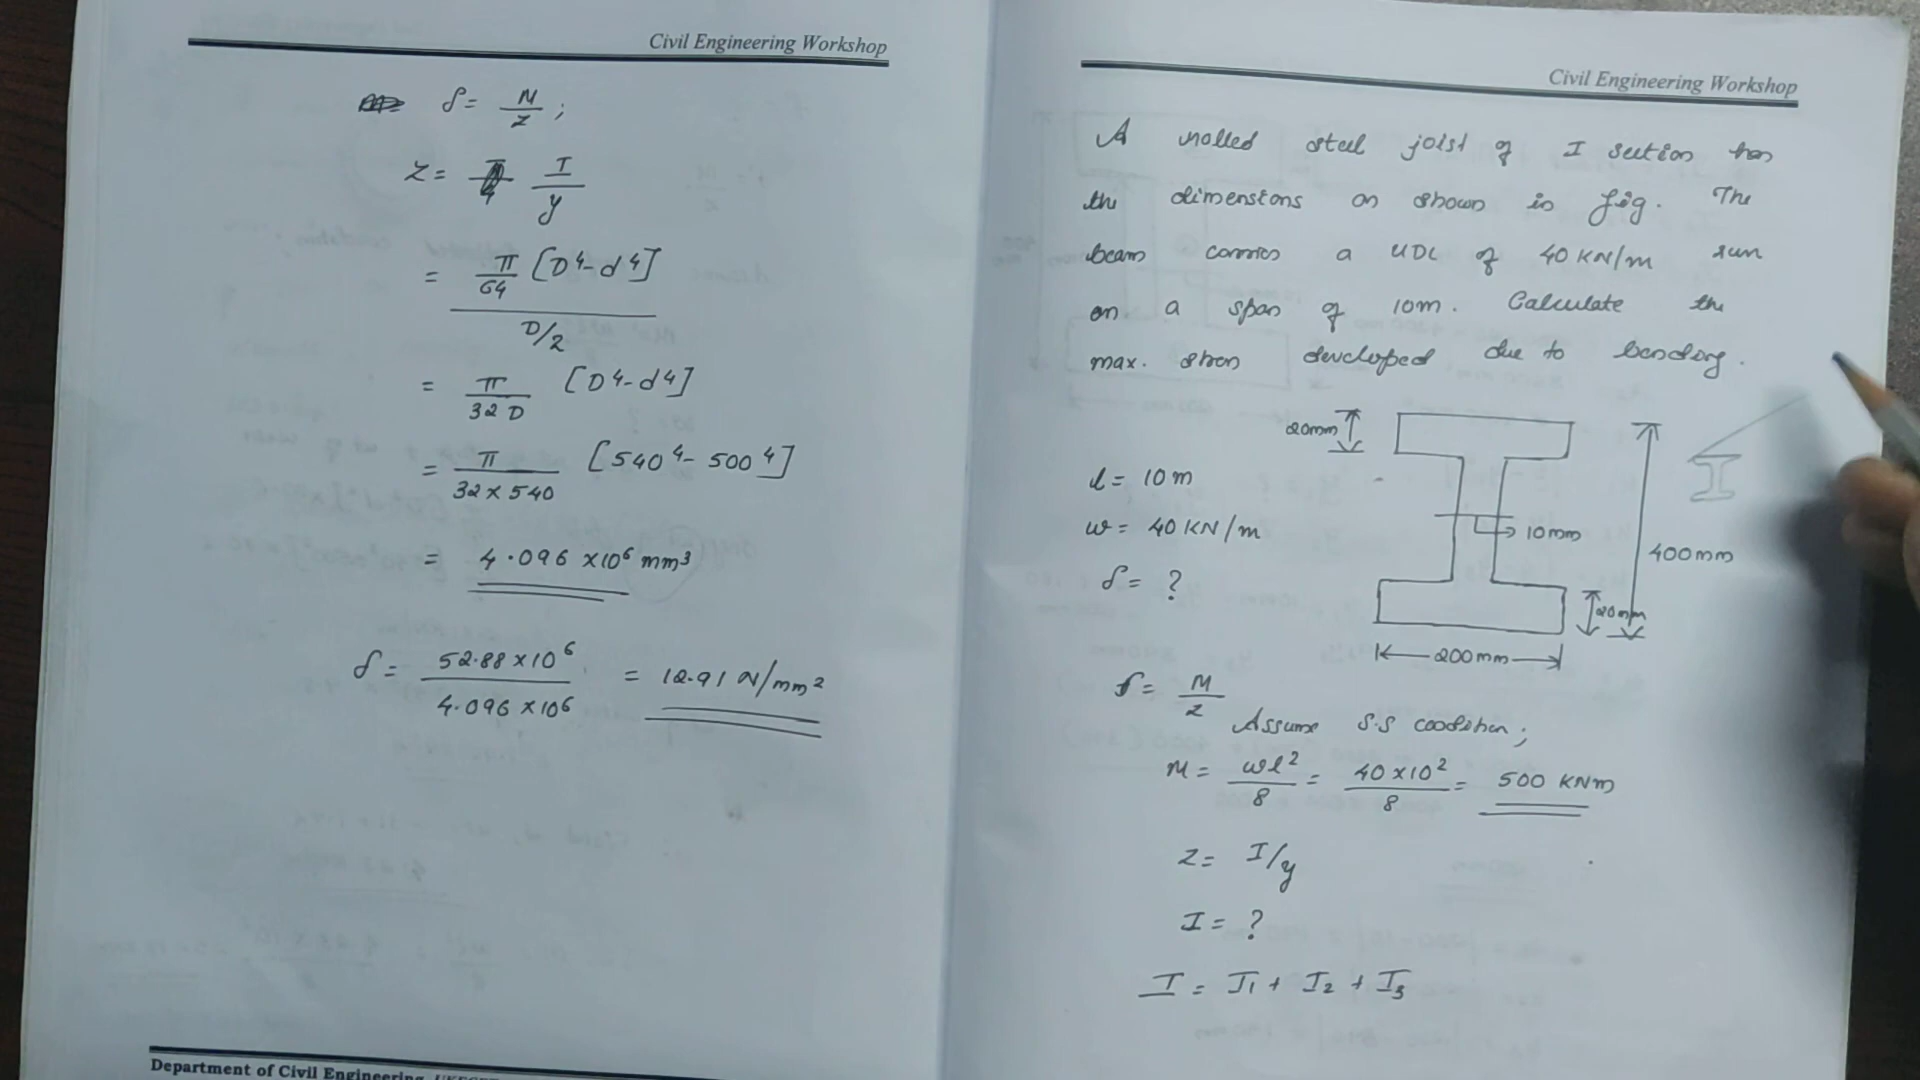 Civil Engineering Workshop
f = M/Z ;
Z = I/y
= π/64 [D⁴-d⁴] / D/2
= π/32 D [D⁴-d⁴]
= π/32 × 540 [540⁴- 500⁴]
= 4.096 ×10⁶ mm³
f = 52.88 × 10⁶ / 4.096 × 10⁶ = 12.91 N/mm²
Department of Civil Engineering,
Civil Engineering Workshop
A rolled steel joist of I section has
the dimensions as shown in fig. The
beam carries a UDL of 40 KN/m run
on a span of 10m. Calculate the
max. stress developed due to bending.
20mm
l = 10 m
w = 40 KN/m
10mm
400mm
f = ?
20mm
200mm
I
f = M/Z
Assume S.S condition ;
M = wl²/8 = 40 ×10²/8 = 500 KNm
Z = I/y
I = ?
I = I₁ + I₂ + I₃